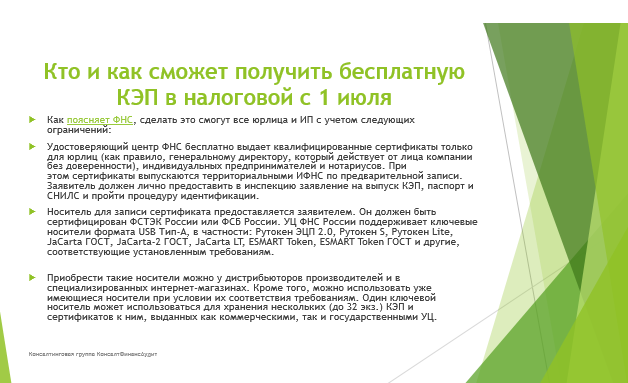 Кто и как сможет получить бесплатную
КЭП в налоговой с 1 июля
Как поясняет ФНС, сделать это смогут все юрлица и ИП с учетом следующих
ограничений:
Удостоверяющий центр ФНС бесплатно выдает квалифицированные сертификаты только
для юрлиц (как правило, генеральному директору, который действует от лица компании
без доверенности), индивидуальных предпринимателей и нотариусов. При
этом сертификаты выпускаются территориальными ИФНС по предварительной записи.
Заявитель должен лично предоставить в инспекцию заявление на выпуск КЭП, паспорт и
СНИЛС и пройти процедуру идентификации.
Носитель для записи сертификата предоставляется заявителем. Он должен быть
сертифицирован ФСТЭК России или ФСБ России. УЦ ФНС России поддерживает ключевые
носители формата USB Тип-А, в частности: Рутокен ЭЦП 2.0, Рутокен S, Рутокен Lite,
JaCarta ГОСТ, JaCarta-2 ГОСТ, JaCarta LT, ESMART Token, ESMART Token ГОСТ и другие,
соответствующие установленным требованиям.
Приобрести такие носители можно у дистрибьюторов производителей и в
специализированных интернет-магазинах. Кроме того, можно использовать уже
имеющиеся носители при условии их соответствия требованиям. Один ключевой
носитель может использоваться для хранения нескольких (до 32 экз.) КЭП и
сертификатов к ним, выданных как коммерческими, так и государственными УЦ.
Консалтинговая группа КонсалтФинансАудит